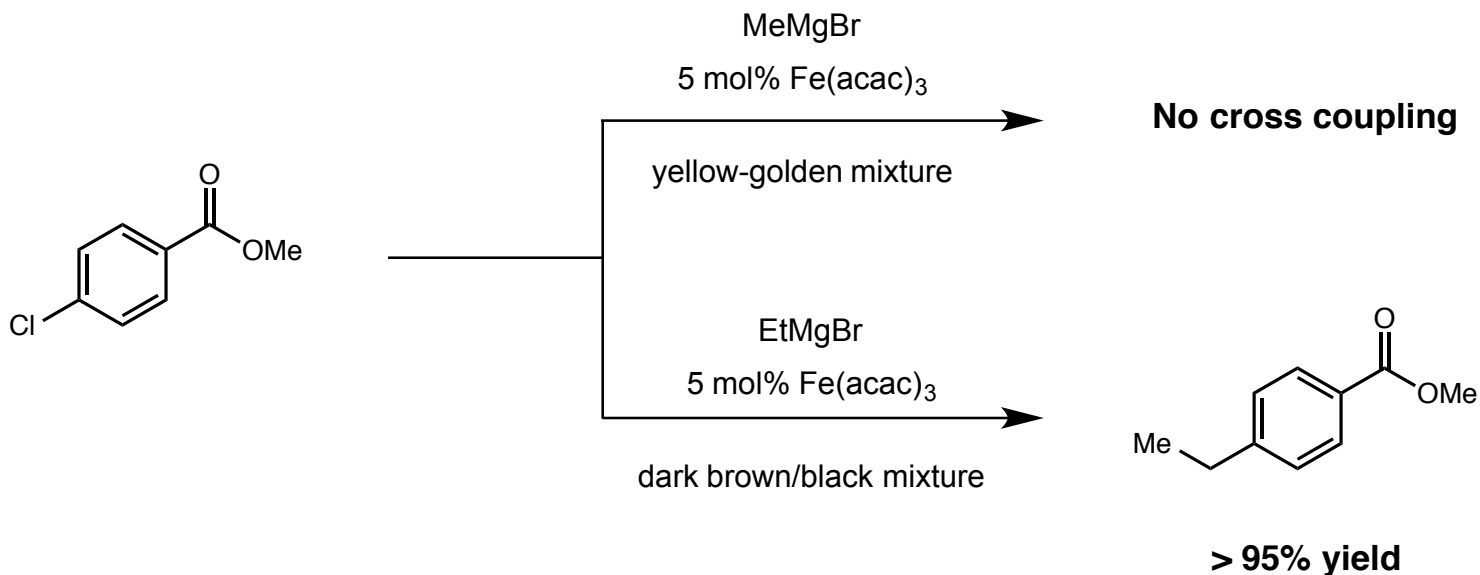 MeMgBr
5 mol% Fe(acac)3
yellow-golden mixture
No cross coupling
O
OMe
Cl
EtMgBr
5 mol% Fe(acac)3
dark brown/black mixture
O
OMe
Me
> 95% yield